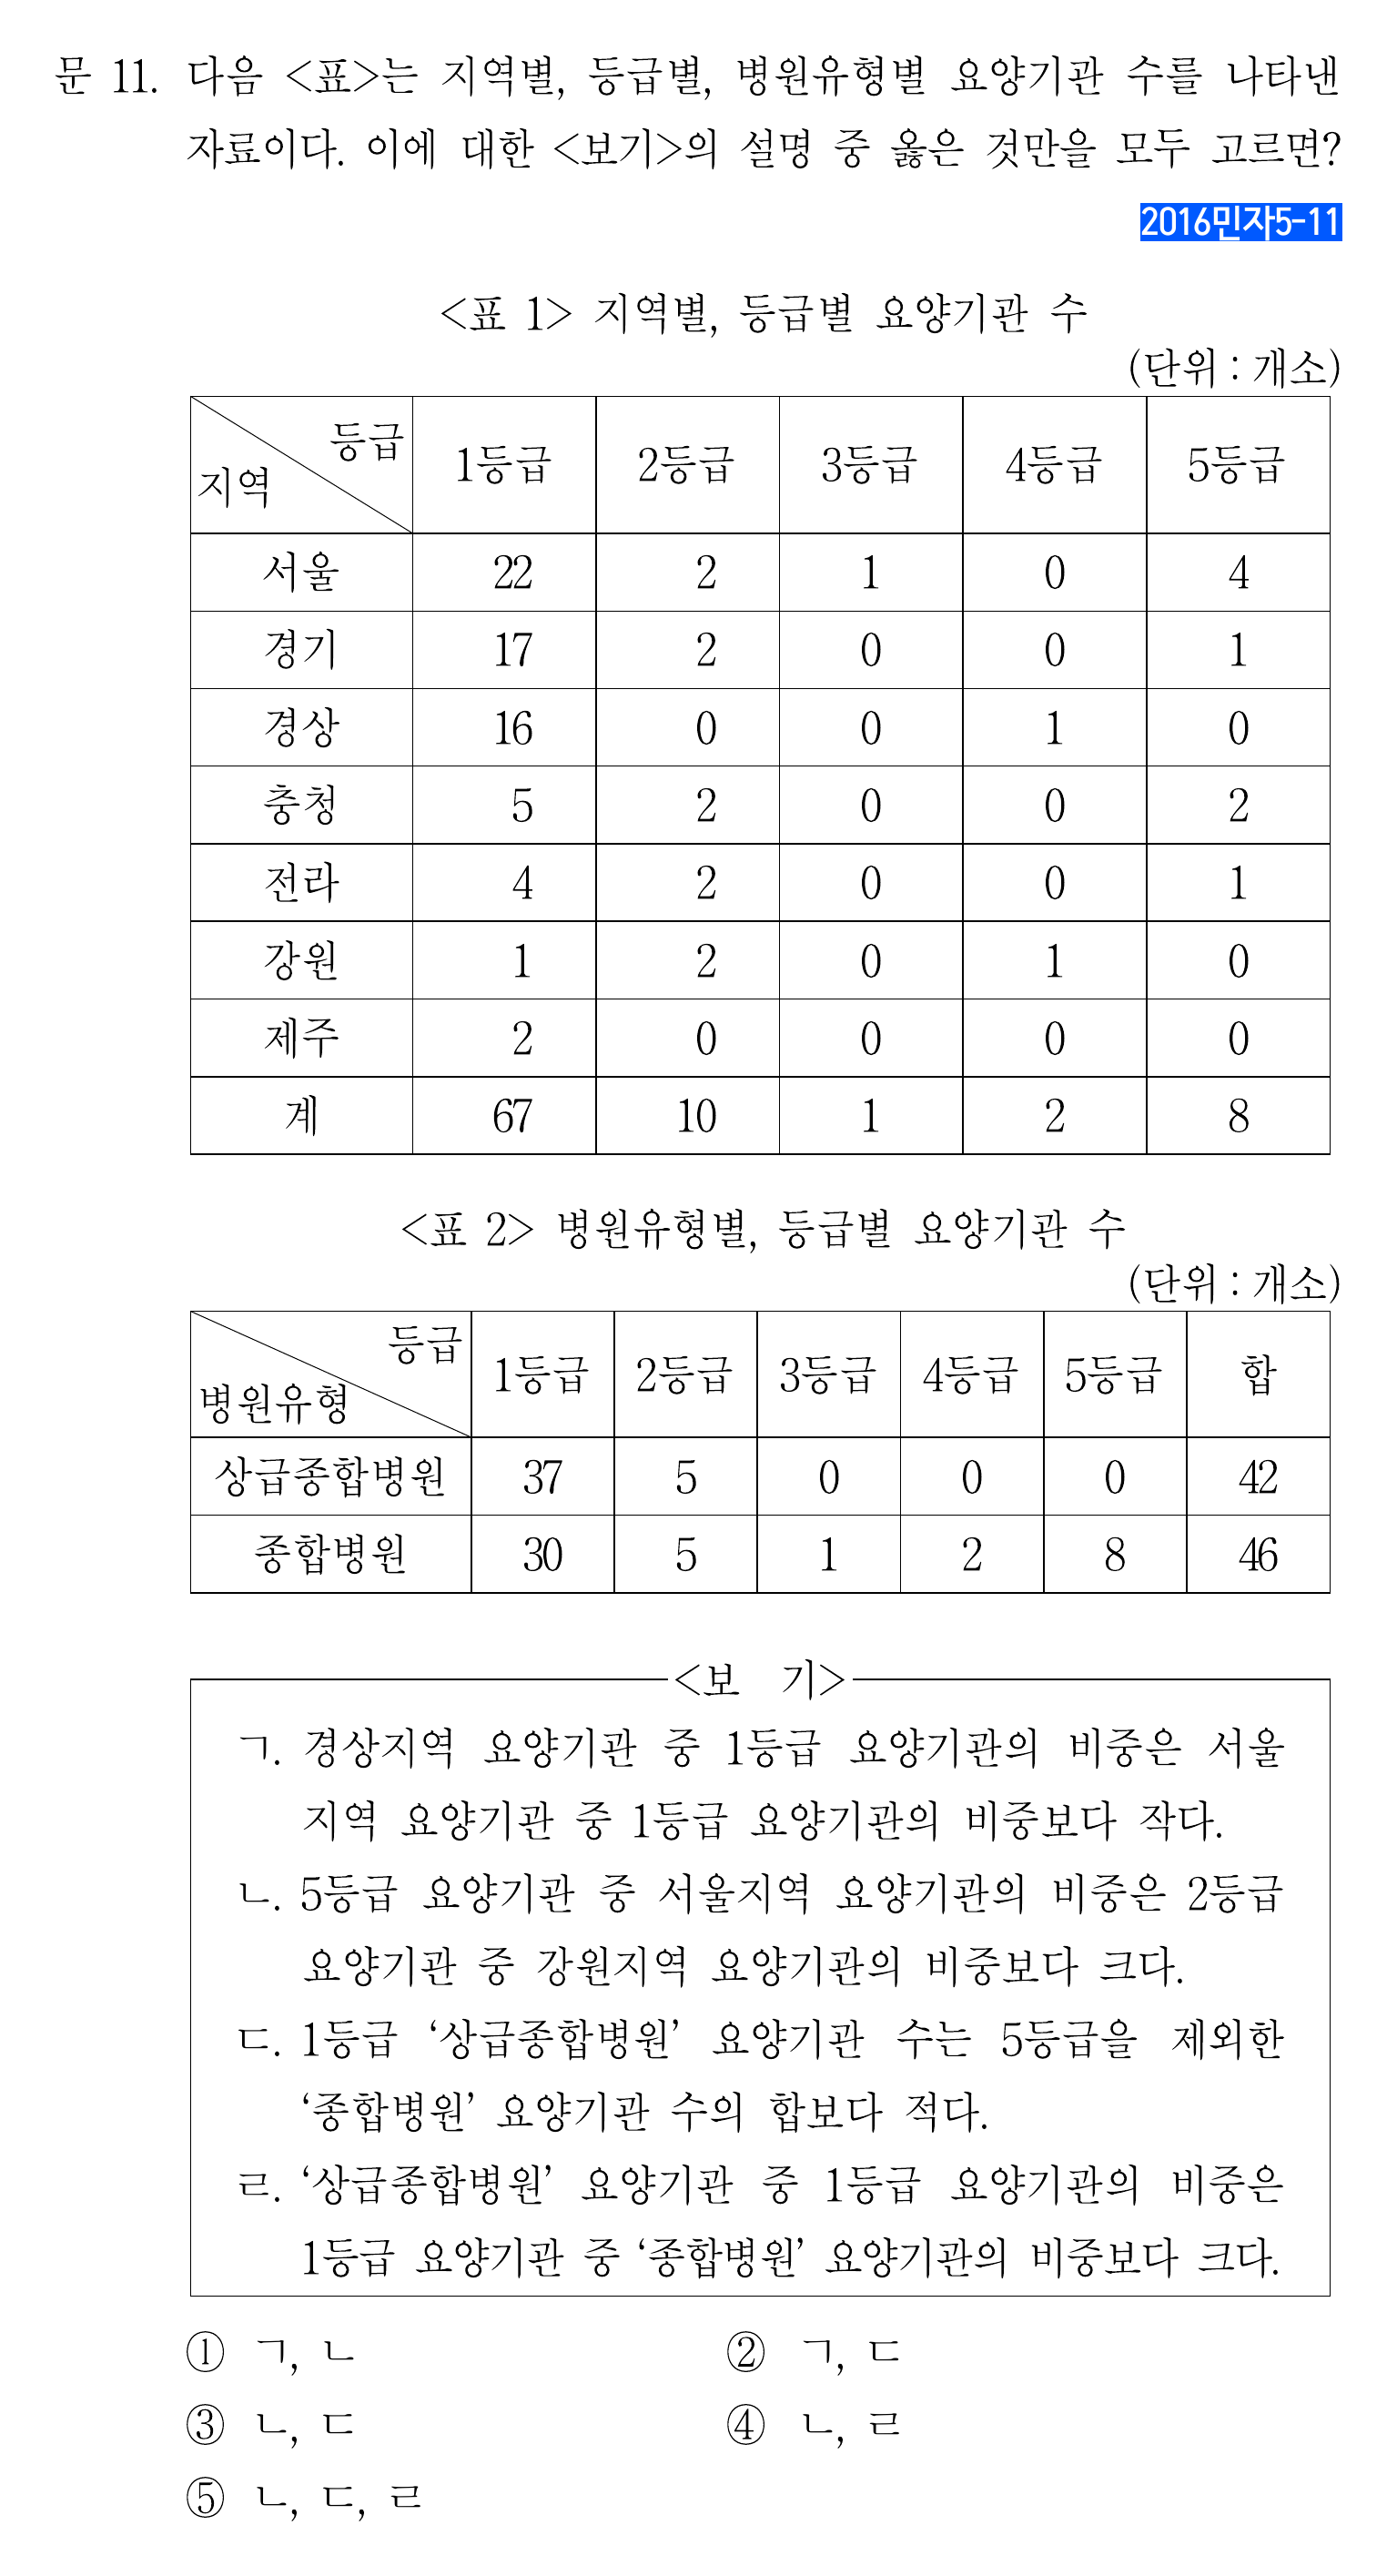 문 11. 다음 <표>는 지역별, 등급별, 병원유형별 요양기관 수를 나타낸
자료이다. 이에 대한 <보기>의 설명 중 옳은 것만을 모두 고르면?
2016민자5-11
<표 1> 지역별, 등급별 요양기관 수
(단위 : 개소)
등급
지역 1등급 2등급 3등급 4등급 5등급
서울 22 2 1 0 4
경기 17 2 0 0 1
경상 16 0 0 1 0
충청 5 2 0 0 2
전라 4 2 0 0 1
강원 1 2 0 1 0
제주 2 0 0 0 0
계 67 10 1 2 8
<표 2> 병원유형별, 등급별 요양기관 수
(단위 : 개소)
등급
병원유형 1등급 2등급 3등급 4등급 5등급 합
상급종합병원 37 5 0 0 0 42
종합병원 30 5 1 2 8 46
<보 기>
ㄱ. 경상지역 요양기관 중 1등급 요양기관의 비중은 서울
지역 요양기관 중 1등급 요양기관의 비중보다 작다.
ㄴ. 5등급 요양기관 중 서울지역 요양기관의 비중은 2등급
요양기관 중 강원지역 요양기관의 비중보다 크다.
ㄷ. 1등급 ‘상급종합병원’ 요양기관 수는 5등급을 제외한
‘종합병원’ 요양기관 수의 합보다 적다.
ㄹ. ‘상급종합병원’ 요양기관 중 1등급 요양기관의 비중은
1등급 요양기관 중 ‘종합병원’ 요양기관의 비중보다 크다.
① ㄱ, ㄴ ② ㄱ, ㄷ
③ ㄴ, ㄷ ④ ㄴ, ㄹ
⑤ ㄴ, ㄷ, ㄹ